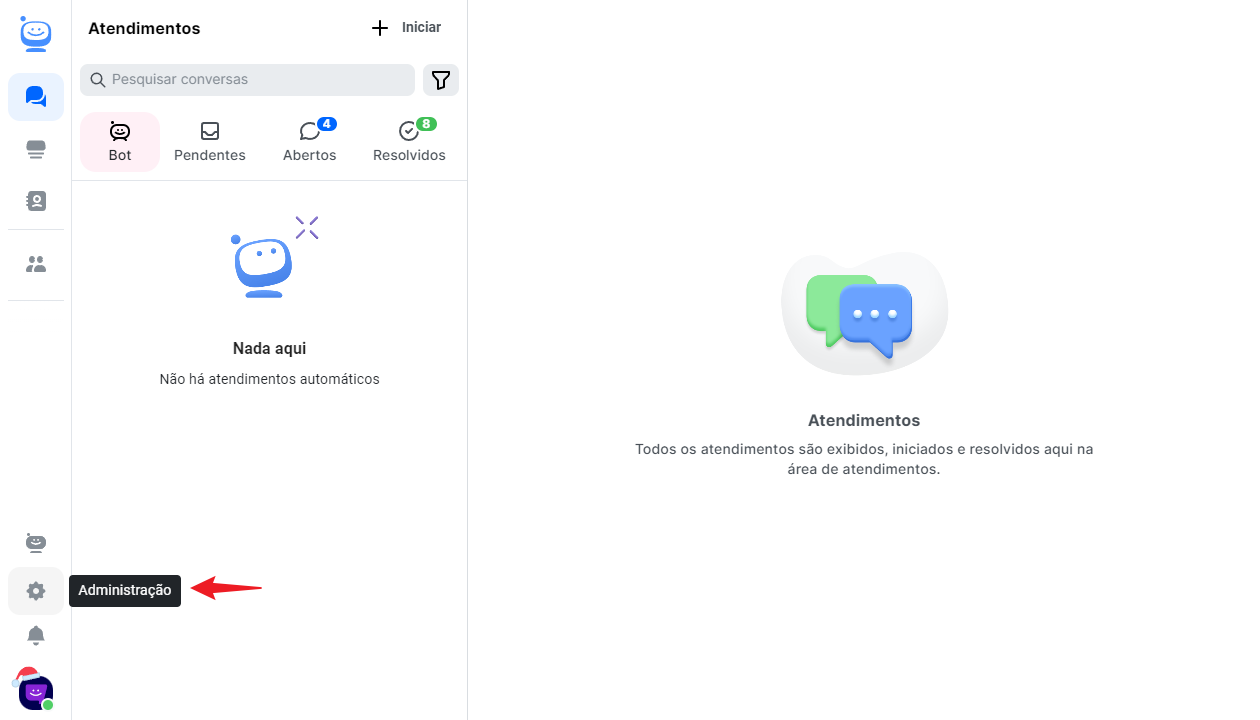 Atendimentos
Iniciar
Pesquisar conversas
4
8
Bot
Pendentes
Abertos
Resolvidos
Nada aqui
Não há atendimentos automáticos
Atendimentos
Todos os atendimentos são exibidos, iniciados e resolvidos aqui na
área de atendimentos.
Administração